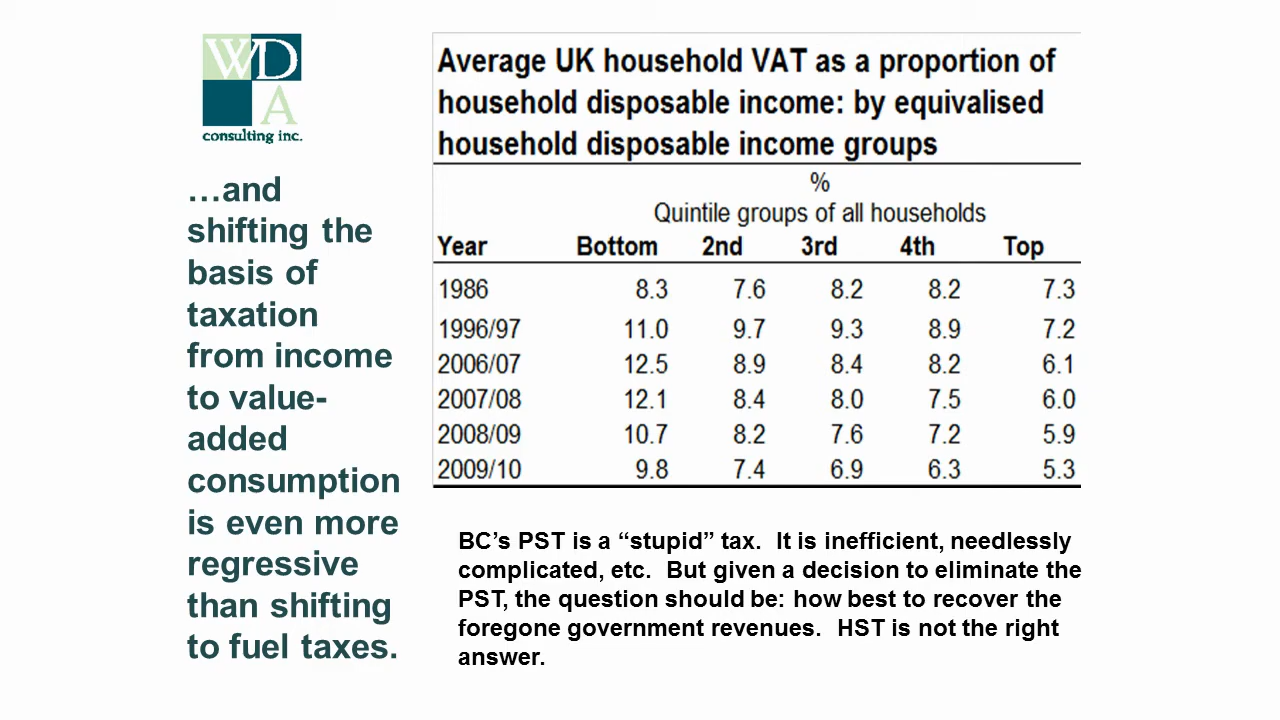 WDA
consulting inc.
…and
shifting the
basis of
taxation
from income
to value-
added
consumption
is even more
regressive
than shifting
to fuel taxes.
Average UK household VAT as a proportion of
household disposable income: by equivalised
household disposable income groups
%
Quintile groups of all households
Year Bottom 2nd 3rd 4th Top
1986 8.3 7.6 8.2 8.2 7.3
1996/97 11.0 9.7 9.3 8.9 7.2
2006/07 12.5 8.9 8.4 8.2 6.1
2007/08 12.1 8.4 8.0 7.5 6.0
2008/09 10.7 8.2 7.6 7.2 5.9
2009/10 9.8 7.4 6.9 6.3 5.3
BC’s PST is a “stupid” tax. It is inefficient, needlessly
complicated, etc. But given a decision to eliminate the
PST, the question should be: how best to recover the
foregone government revenues. HST is not the right
answer.